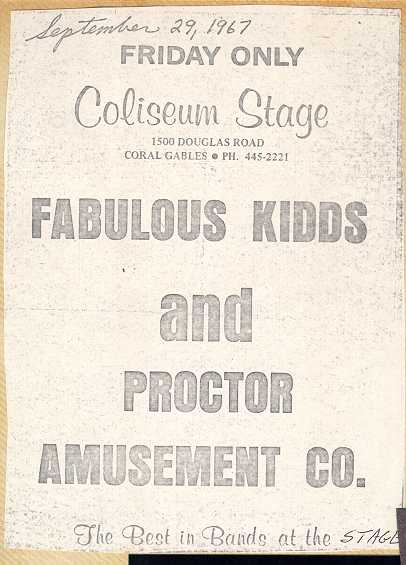 September 29, 1967
FRIDAY ONLY
Coliseum Stage
1500 DOUGLAS ROAD
CORAL GABLES ● PH. 445-2221
FABULOUS KIDDS
and
PROCTOR
AMUSEMENT CO.
The Best in Bands at the STAGE